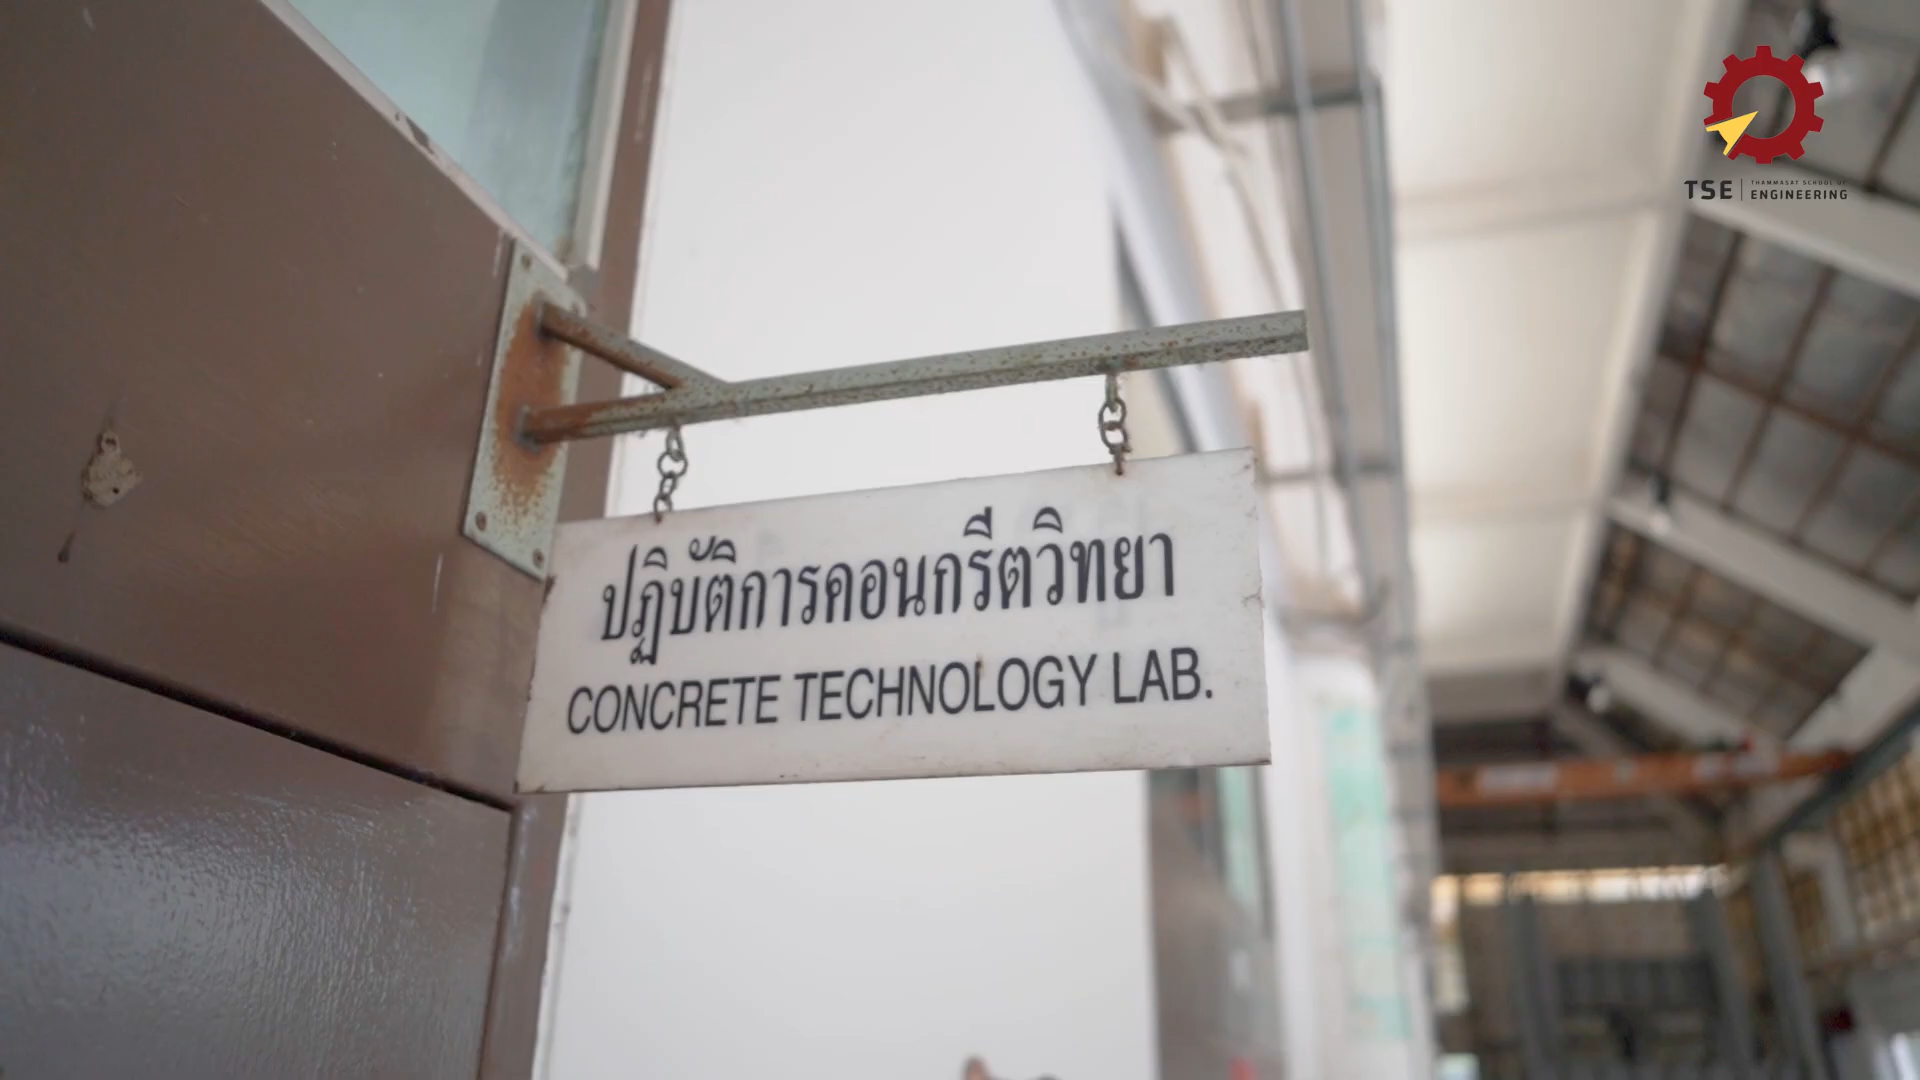 ปฏิบัติการคอนกรีตวิทยา
CONCRETE TECHNOLOGY LAB.
TSE
THAMMASAT SCHOOL OF
ENGINEERING